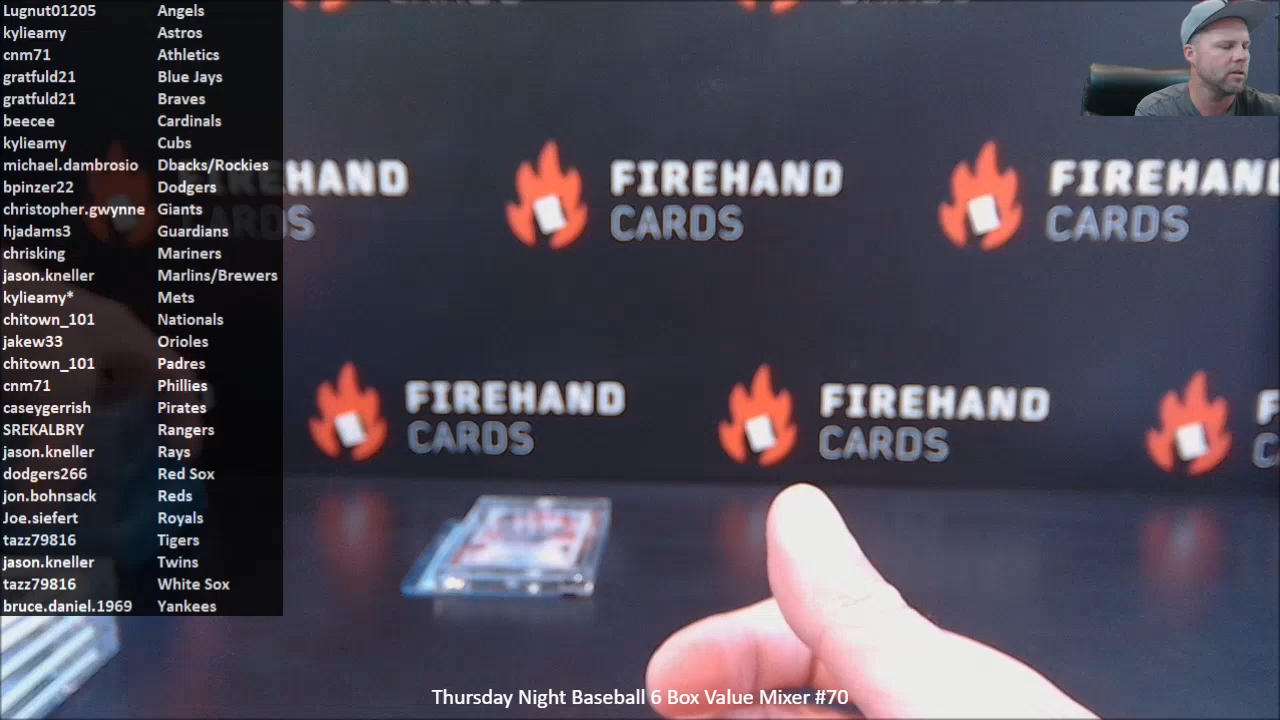 Lugnut01205 Angels
kylieamy Astros
cnm71 Athletics
gratfuld21 Blue Jays
gratfuld21 Braves
beecee Cardinals
kylieamy Cubs
michael.dambrosio Dbacks/Rockies
bpinzer22 Dodgers
christopher.gwynne Giants
hjadams3 Guardians
chrisking Mariners
jason.kneller Marlins/Brewers
kylieamy* Mets
chitown_101 Nationals
jakew33 Orioles
chitown_101 Padres
cnm71 Phillies
caseygerrish Pirates
SREKALBRY Rangers
jason.kneller Rays
dodgers266 Red Sox
jon.bohnsack Reds
Joe.siefert Royals
tazz79816 Tigers
jason.kneller Twins
tazz79816 White Sox
bruce.daniel.1969 Yankees
FIREHAND
CARDS
FIREHAND
CARDS
FIREHAND
CARDS
FIREHAND
CARDS
FIREHAND
CARDS
Thursday Night Baseball 6 Box Value Mixer #70